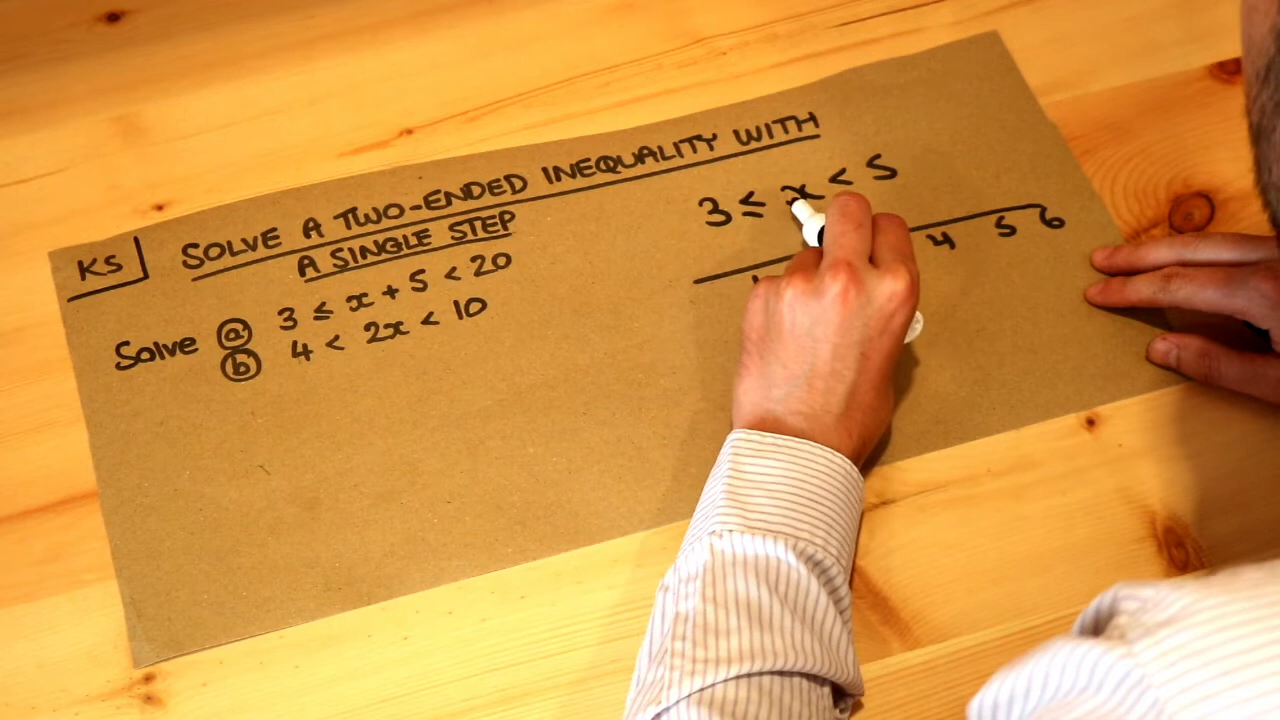 KS
SOLVE A TWO-ENDED INEQUALITY WITH
A SINGLE STEP
Solve ⓐ 3 ≤ x + 5 < 20
ⓑ 4 < 2x < 10
3 ≤ x < 5
4 5 6